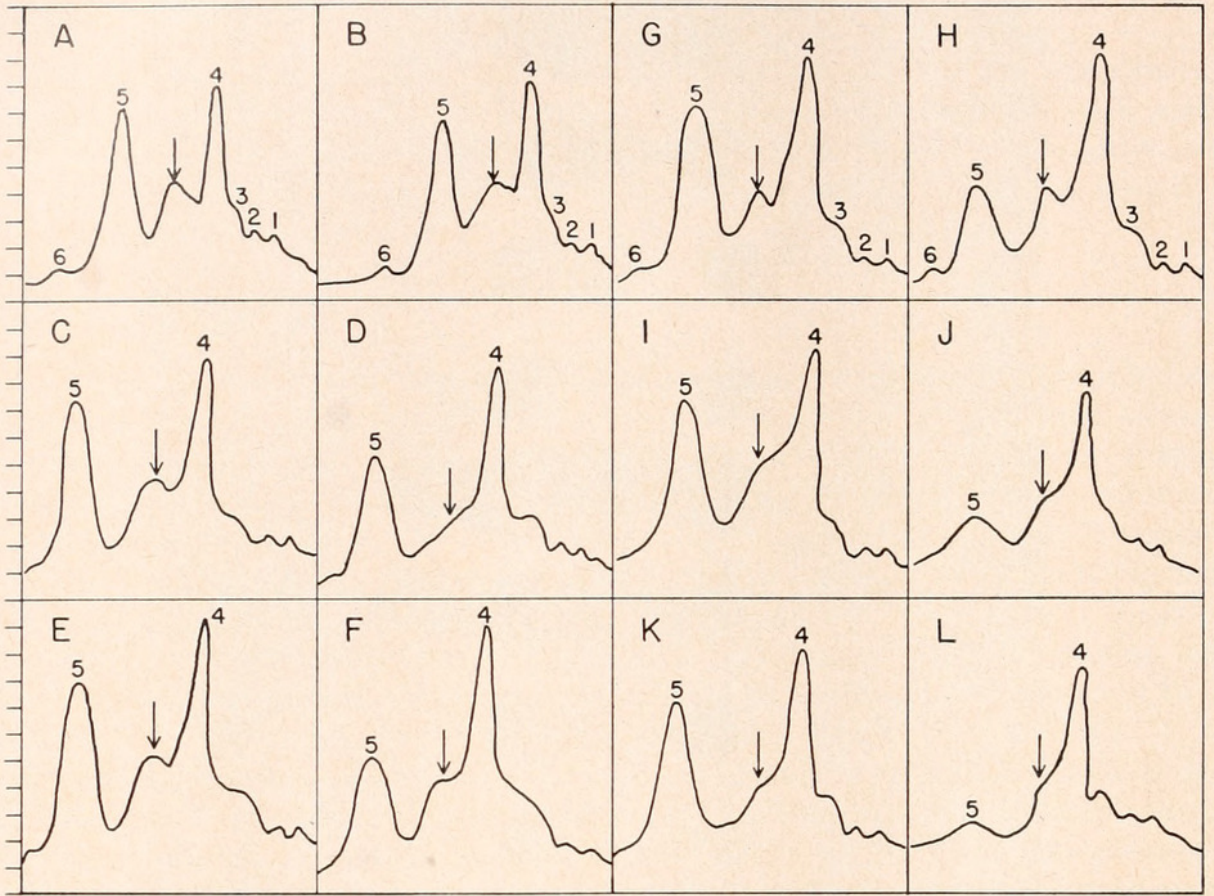 A 6 5 4 3 2 1
B 6 5 4 3 2 1
G 6 5 4 3 2 1
H 6 5 4 3 2 1
C 5 4
D 5 4
I 5 4
J 5 4
E 5 4
F 5 4
K 5 4
L 5 4